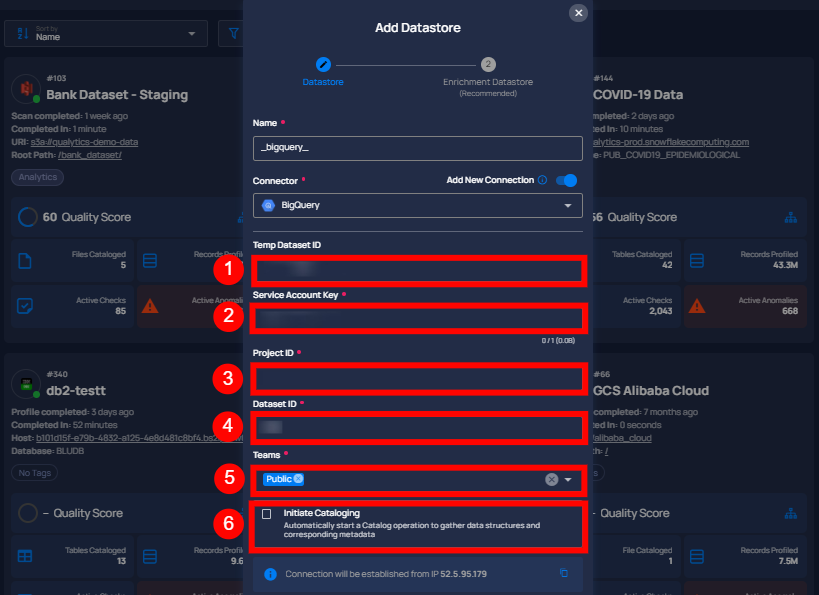 Sort by
Name
#103
Bank Dataset - Staging
Scan completed: 1 week ago
Completed In: 1 minute
URI: s3a://qualytics-demo-data
Root Path: /bank_dataset/
Analytics
60 Quality Score
Files Cataloged
5
Records Profil
Active Checks
85
Active Anomali
#340
db2-testt
Profile completed: 3 days ago
Completed In: 52 minutes
Host: b101d15f-e79b-4832-a125-4e8d481c8bf4.bs2
Database: BLUDB
No Tags
– Quality Score
Tables Cataloged
13
Records Profil
9.6
Add Datastore
Datastore
2
Enrichment Datastore
(Recommended)
Name *
_bigquery_
Connector *
Add New Connection
BigQuery
Temp Dataset ID
1
Service Account Key *
2
0 / 1 (0.0B)
Project ID *
3
Dataset ID *
4
Teams *
5
Public
6
Initiate Cataloging
Automatically start a Catalog operation to gather data structures and
corresponding metadata
Connection will be established from IP 52.5.95.179
#144
COVID-19 Data
mpleted: 2 days ago
ted In: 10 minutes
alytics-prod.snowflakecomputing.com
e: PUB_COVID19_EPIDEMIOLOGICAL
56 Quality Score
Tables Cataloged
42
Records Profiled
43.3M
Active Checks
2,043
Active Anomalies
668
#66
GCS Alibaba Cloud
completed: 7 months ago
ted In: 0 seconds
/alibaba_cloud
th: /
s
- Quality Score
File Cataloged
1
Records Profiled
7.5M